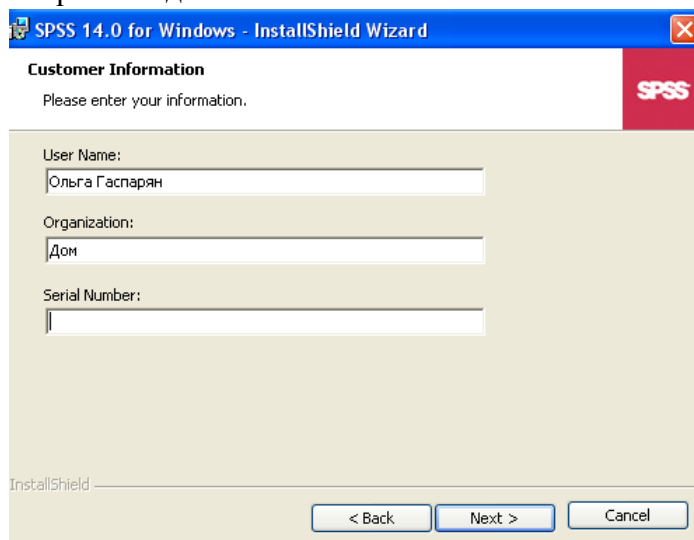 SPSS 14.0 for Windows - InstallShield Wizard
Customer Information
Please enter your information.
SPSS
User Name:
Ольга Гаспарян
Organization:
Дом
Serial Number:
InstallShield
< Back Next > Cancel